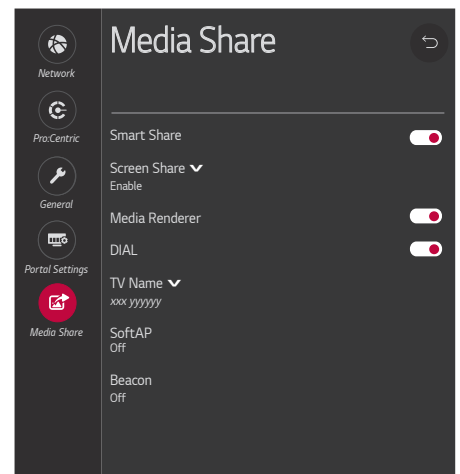 Media Share
Network
Pro:Centric
General
Portal Settings
Media Share
Smart Share
Screen Share
Enable
Media Renderer
DIAL
TV Name
xxx yyyyyy
SoftAP
Off
Beacon
Off